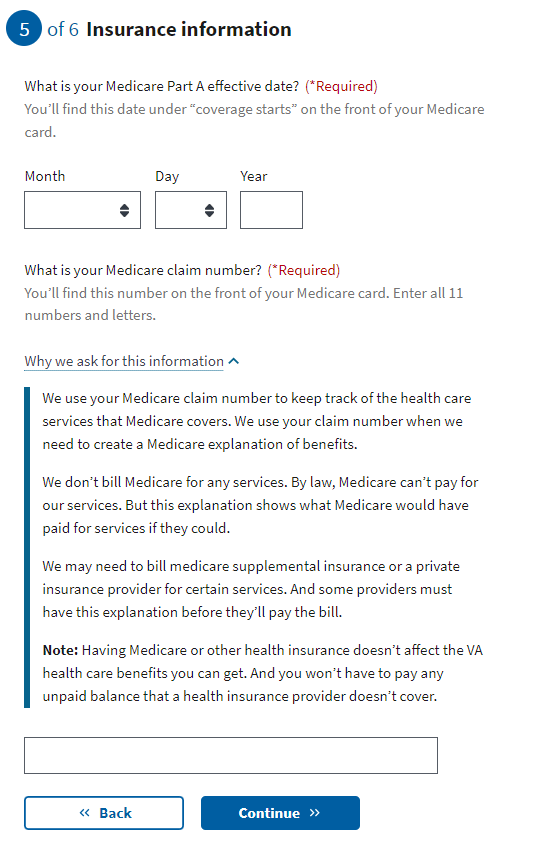 5 of 6 Insurance information
What is your Medicare Part A effective date? (*Required)
You’ll find this date under “coverage starts” on the front of your Medicare
card.
Month Day Year
What is your Medicare claim number? (*Required)
You’ll find this number on the front of your Medicare card. Enter all 11
numbers and letters.
Why we ask for this information
We use your Medicare claim number to keep track of the health care
services that Medicare covers. We use your claim number when we
need to create a Medicare explanation of benefits.
We don’t bill Medicare for any services. By law, Medicare can’t pay for
our services. But this explanation shows what Medicare would have
paid for services if they could.
We may need to bill medicare supplemental insurance or a private
insurance provider for certain services. And some providers must
have this explanation before they’ll pay the bill.
Note: Having Medicare or other health insurance doesn’t affect the VA
health care benefits you can get. And you won’t have to pay any
unpaid balance that a health insurance provider doesn’t cover.
« Back Continue »